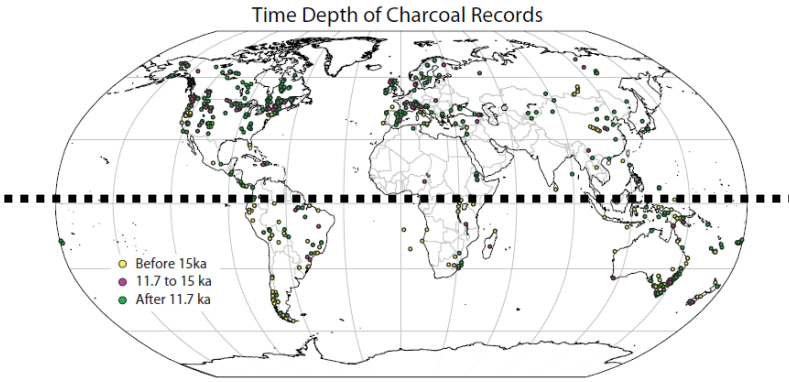 Time Depth of Charcoal Records
Before 15ka
11.7 to 15 ka
After 11.7 ka